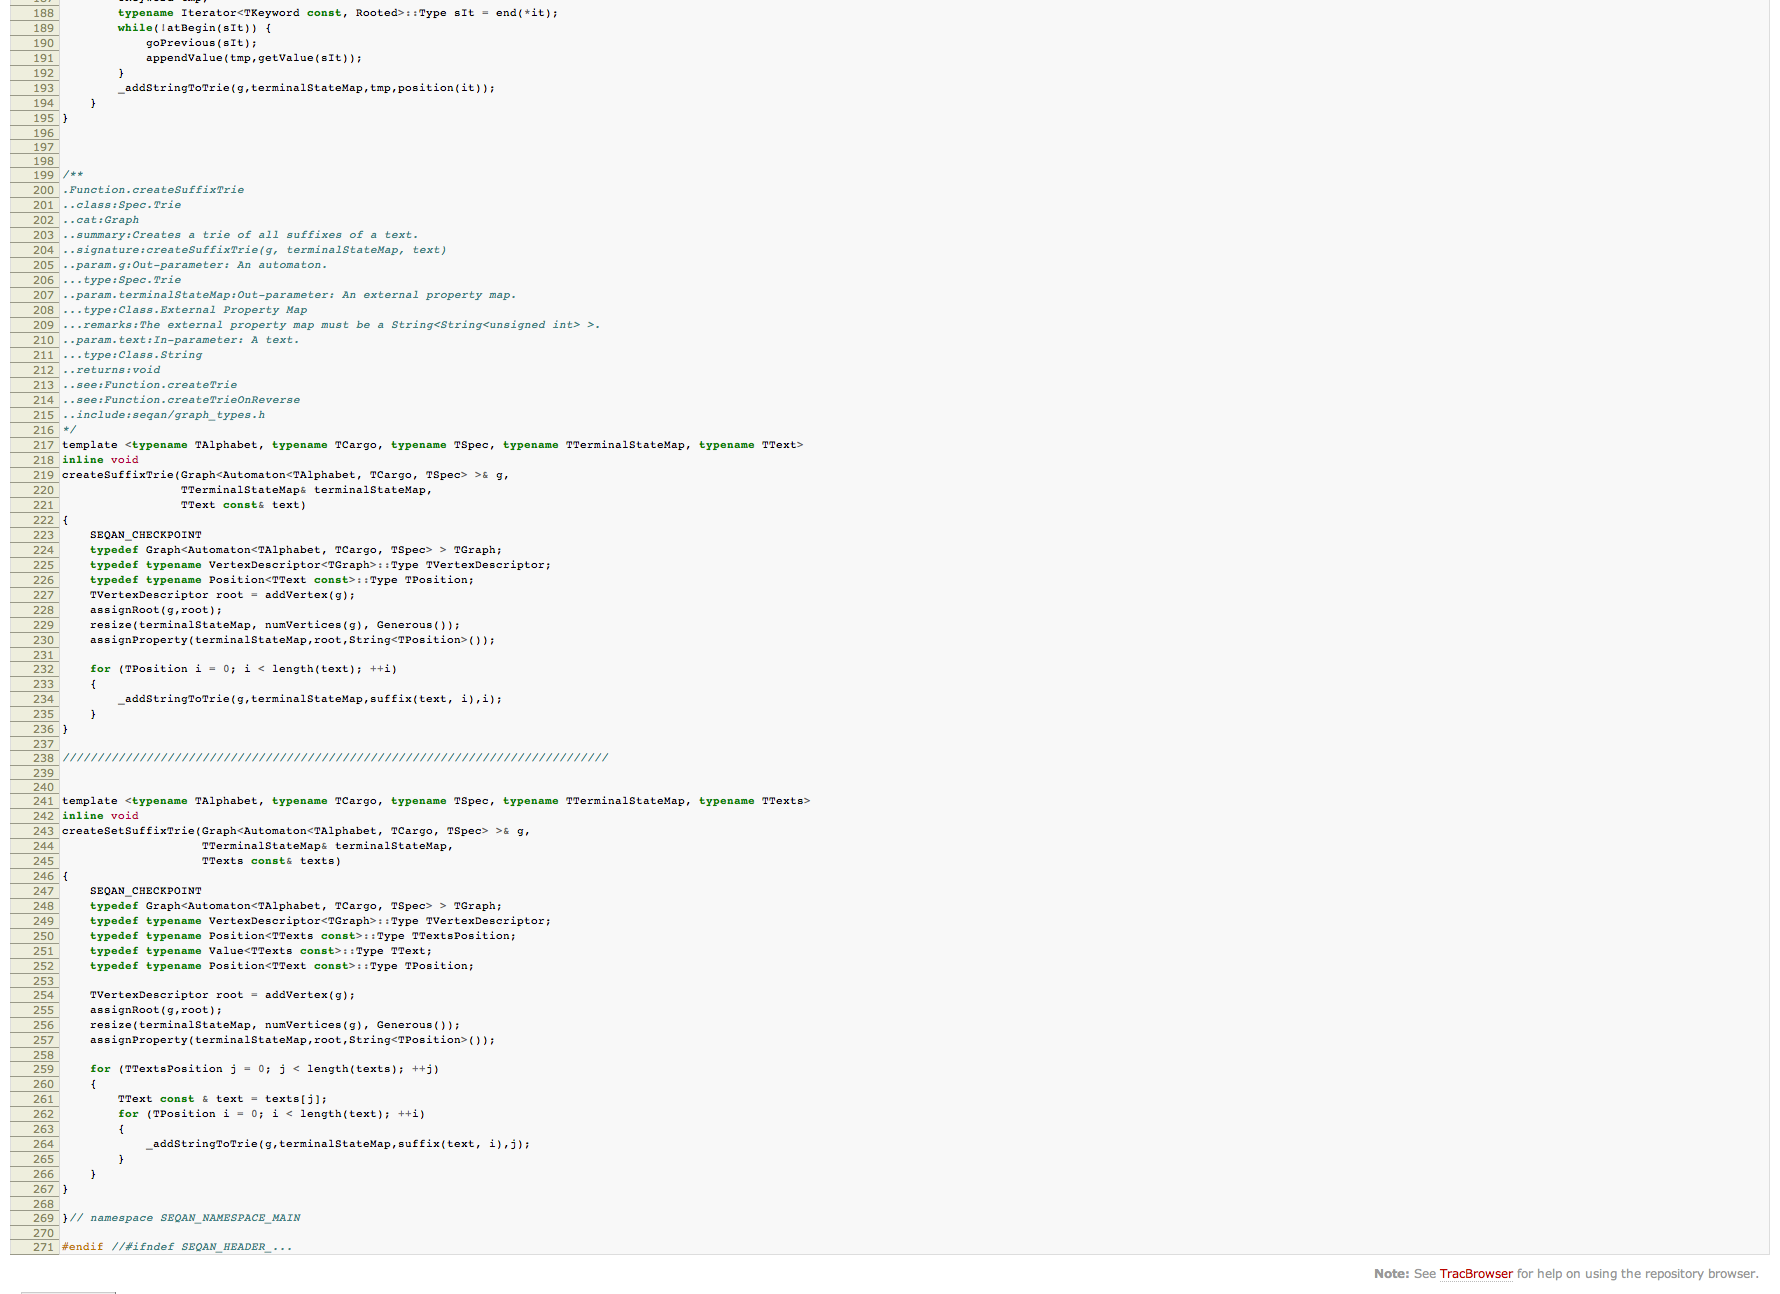 188 typename Iterator<TKeyword const, Rooted>::Type sIt = end(*it);
189 while(!atBegin(sIt)) {
190 goPrevious(sIt);
191 appendValue(tmp,getValue(sIt));
192 }
193 _addStringToTrie(g,terminalStateMap,tmp,position(it));
194 }
195 }
196
197
198
199 /**
200 .Function.createSuffixTrie
201 ..class:Spec.Trie
202 ..cat:Graph
203 ..summary:Creates a trie of all suffixes of a text.
204 ..signature:createSuffixTrie(g, terminalStateMap, text)
205 ..param.g:Out-parameter: An automaton.
206 ...type:Spec.Trie
207 ..param.terminalStateMap:Out-parameter: An external property map.
208 ...type:Class.External Property Map
209 ...remarks:The external property map must be a String<String<unsigned int> >.
210 ..param.text:In-parameter: A text.
211 ...type:Class.String
212 ..returns:void
213 ..see:Function.createTrie
214 ..see:Function.createTrieOnReverse
215 ..include:seqan/graph_types.h
216 */
217 template <typename TAlphabet, typename TCargo, typename TSpec, typename TTerminalStateMap, typename TText>
218 inline void
219 createSuffixTrie(Graph<Automaton<TAlphabet, TCargo, TSpec> >& g,
220 TTerminalStateMap& terminalStateMap,
221 TText const& text)
222 {
223 SEQAN_CHECKPOINT
224 typedef Graph<Automaton<TAlphabet, TCargo, TSpec> > TGraph;
225 typedef typename VertexDescriptor<TGraph>::Type TVertexDescriptor;
226 typedef typename Position<TText const>::Type TPosition;
227 TVertexDescriptor root = addVertex(g);
228 assignRoot(g,root);
229 resize(terminalStateMap, numVertices(g), Generous());
230 assignProperty(terminalStateMap,root,String<TPosition>());
231
232 for (TPosition i = 0; i < length(text); ++i)
233 {
234 _addStringToTrie(g,terminalStateMap,suffix(text, i),i);
235 }
236 }
237
238 //////////////////////////////////////////////////////////////////////////////
239
240
241 template <typename TAlphabet, typename TCargo, typename TSpec, typename TTerminalStateMap, typename TTexts>
242 inline void
243 createSetSuffixTrie(Graph<Automaton<TAlphabet, TCargo, TSpec> >& g,
244 TTerminalStateMap& terminalStateMap,
245 TTexts const& texts)
246 {
247 SEQAN_CHECKPOINT
248 typedef Graph<Automaton<TAlphabet, TCargo, TSpec> > TGraph;
249 typedef typename VertexDescriptor<TGraph>::Type TVertexDescriptor;
250 typedef typename Position<TTexts const>::Type TTextsPosition;
251 typedef typename Value<TTexts const>::Type TText;
252 typedef typename Position<TText const>::Type TPosition;
253
254 TVertexDescriptor root = addVertex(g);
255 assignRoot(g,root);
256 resize(terminalStateMap, numVertices(g), Generous());
257 assignProperty(terminalStateMap,root,String<TPosition>());
258
259 for (TTextsPosition j = 0; j < length(texts); ++j)
260 {
261 TText const & text = texts[j];
262 for (TPosition i = 0; i < length(text); ++i)
263 {
264 _addStringToTrie(g,terminalStateMap,suffix(text, i),j);
265 }
266 }
267 }
268
269 }// namespace SEQAN_NAMESPACE_MAIN
270
271 #endif //#ifndef SEQAN_HEADER_...
Note: See TracBrowser for help on using the repository browser.